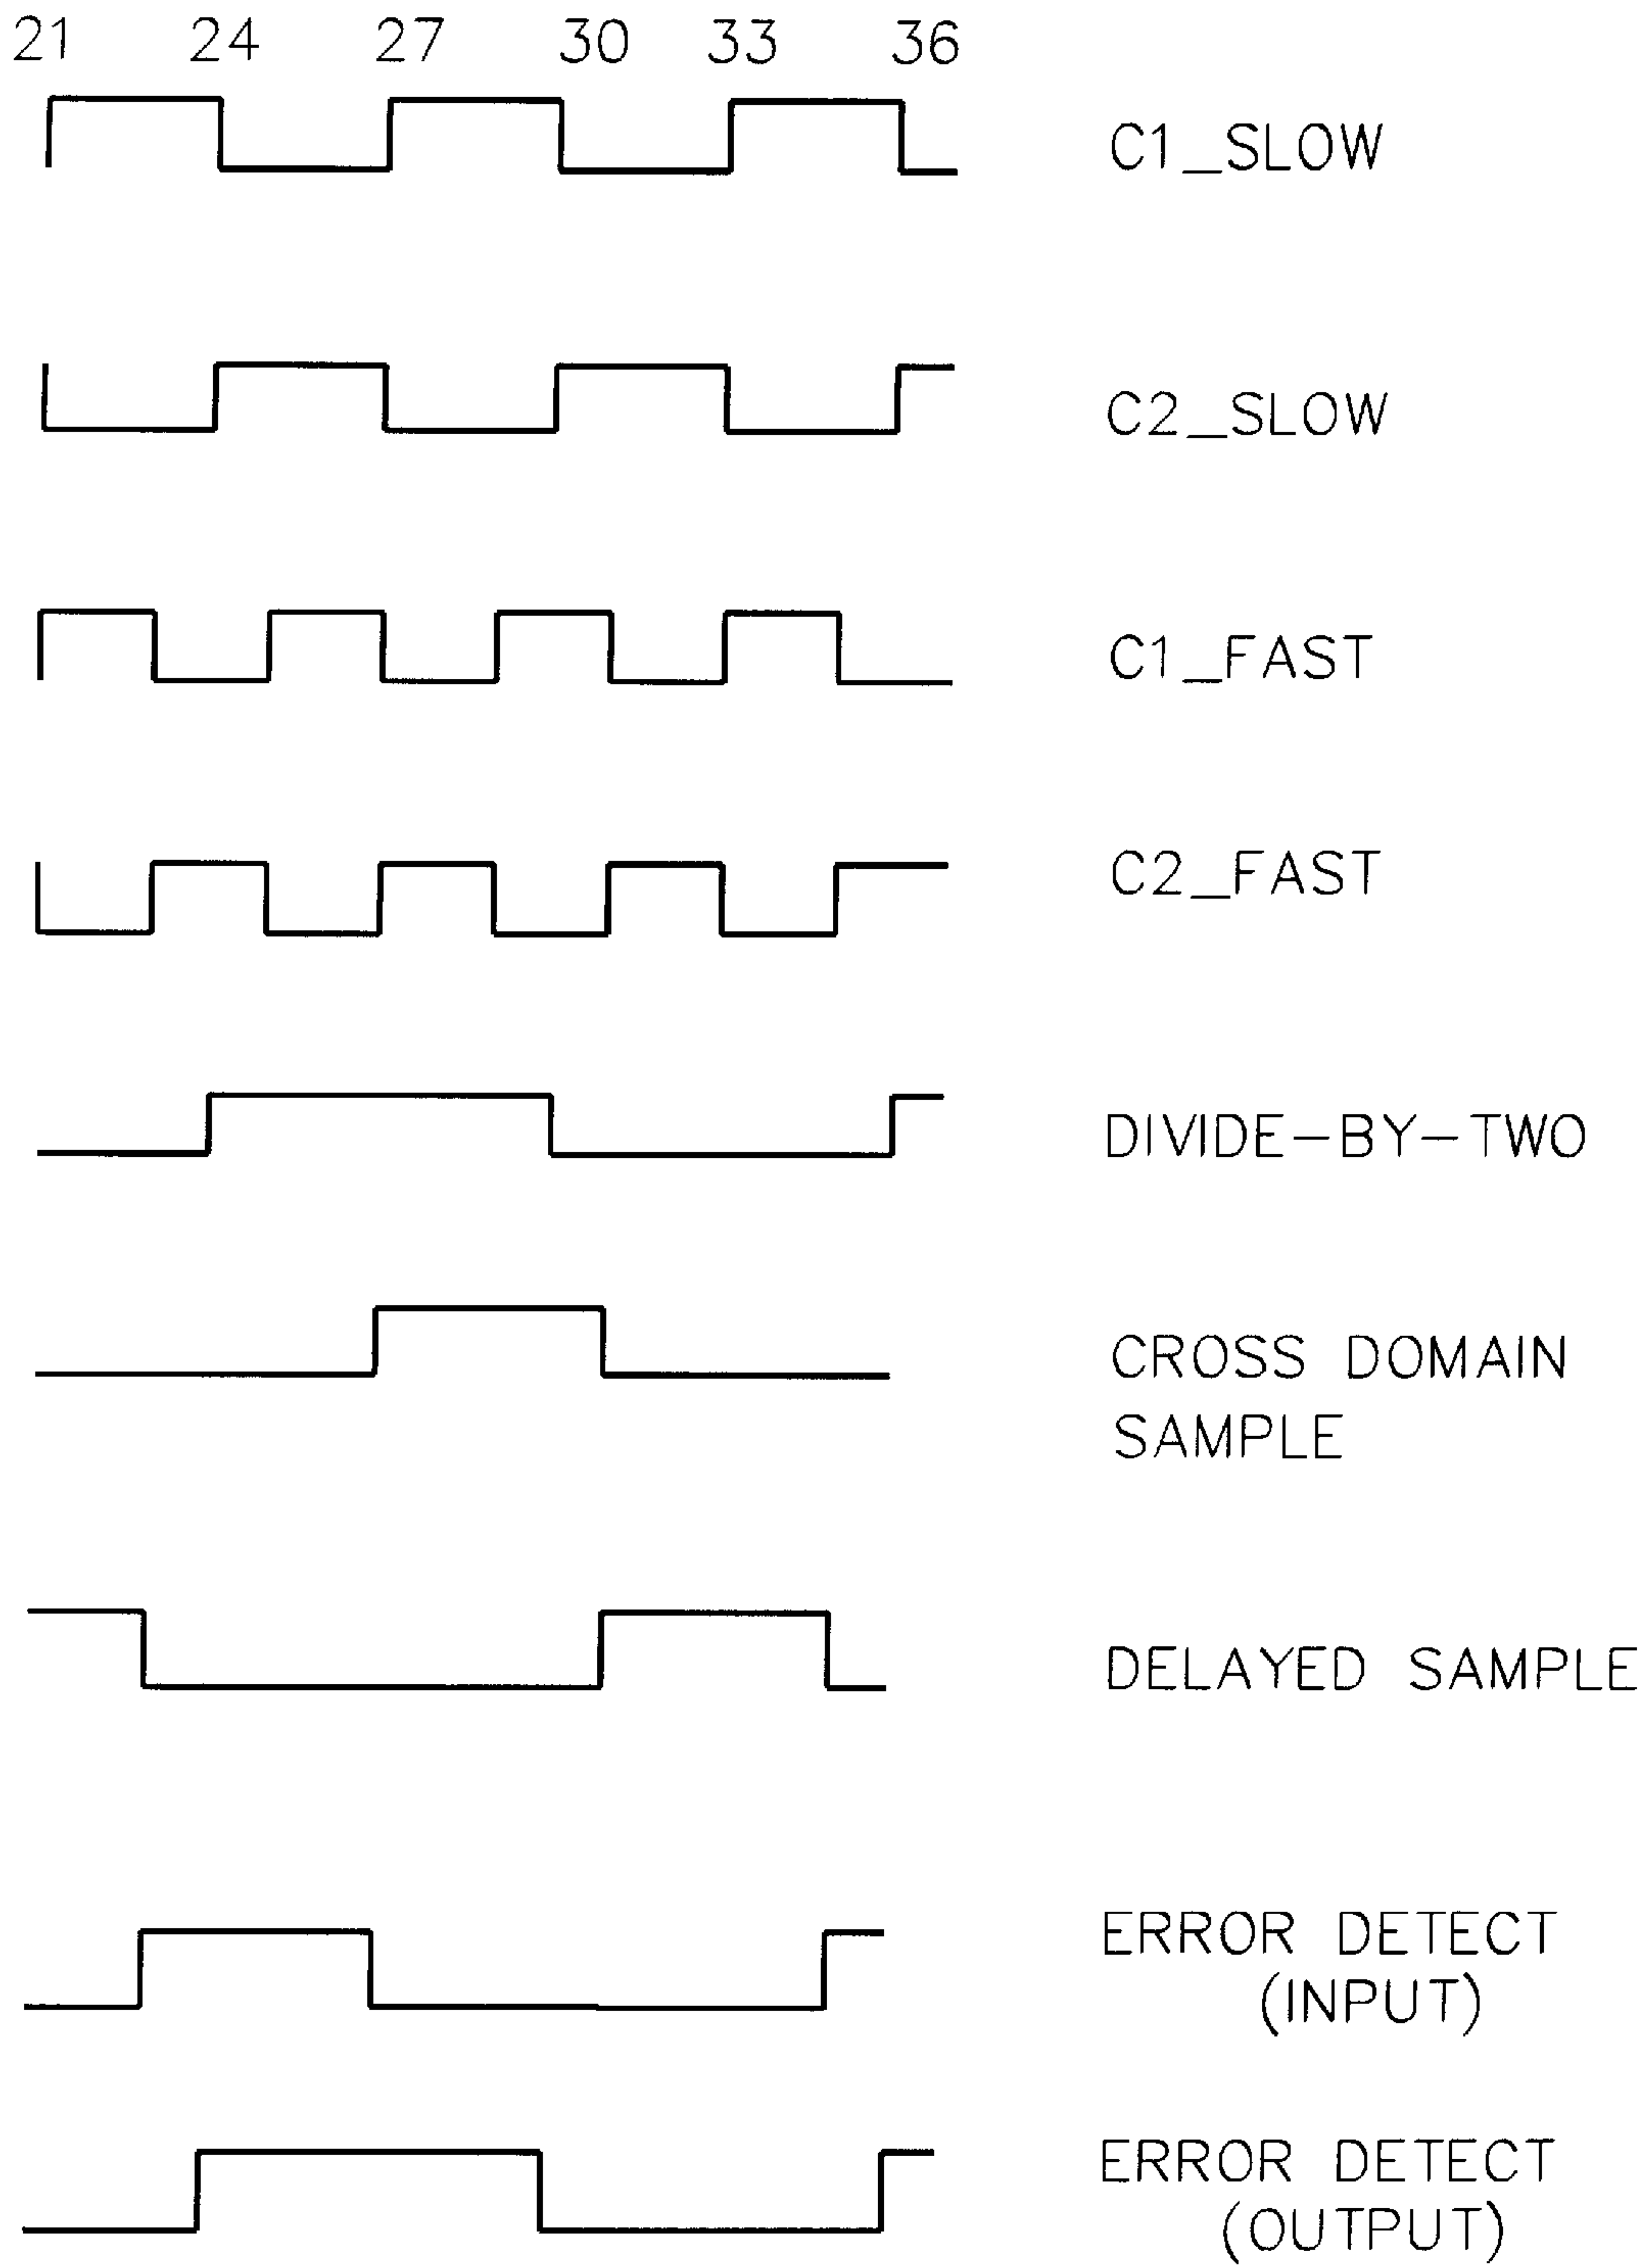 21 24 27 30 33 36
C1_SLOW
C2_SLOW
C1_FAST
C2_FAST
DIVIDE-BY-TWO
CROSS DOMAIN
SAMPLE
DELAYED SAMPLE
ERROR DETECT
(INPUT)
ERROR DETECT
(OUTPUT)